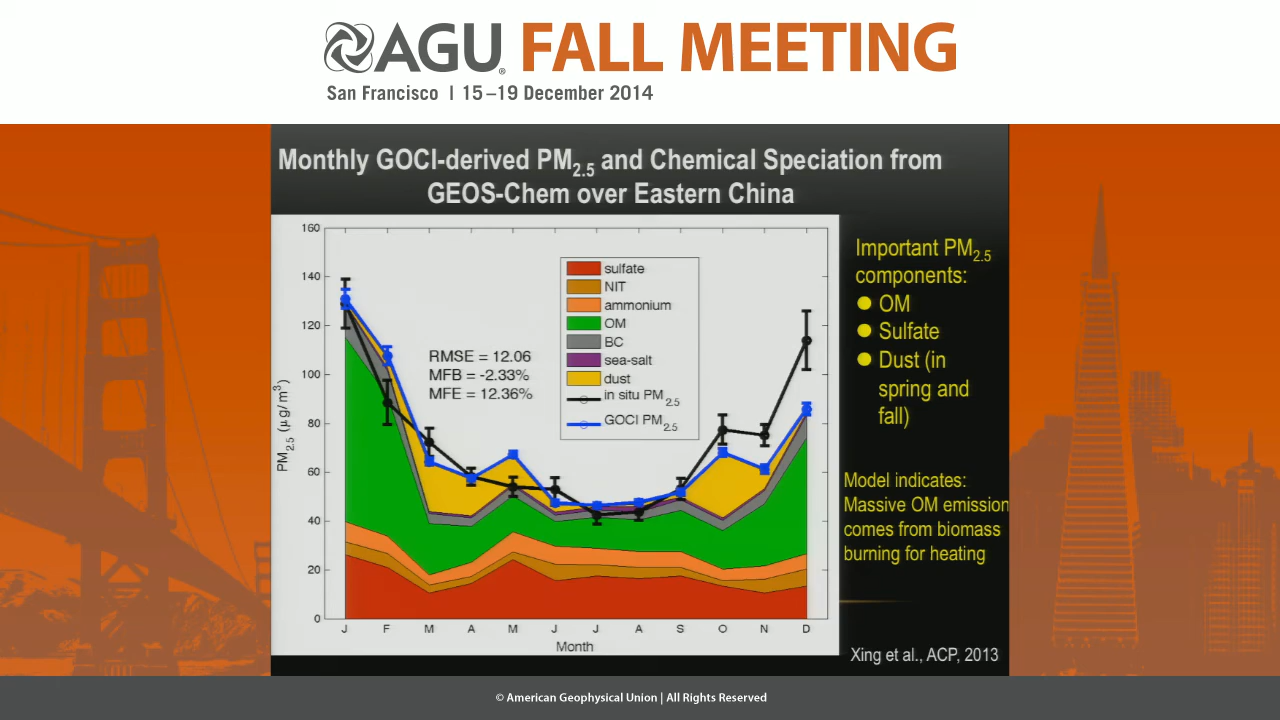 AGU FALL MEETING
San Francisco | 15–19 December 2014
Monthly GOCI-derived PM2.5 and Chemical Speciation from
GEOS-Chem over Eastern China
160
140
120
100
80
60
40
20
0
PM2.5 (μg/m3)
J F M A M J J A S O N D
Month
RMSE = 12.06
MFB = -2.33%
MFE = 12.36%
sulfate
NIT
ammonium
OM
BC
sea-salt
dust
in situ PM2.5
GOCI PM2.5
Important PM2.5
components:
● OM
● Sulfate
● Dust (in
spring and
fall)
Model indicates:
Massive OM emission
comes from biomass
burning for heating
Xing et al., ACP, 2013
© American Geophysical Union | All Rights Reserved